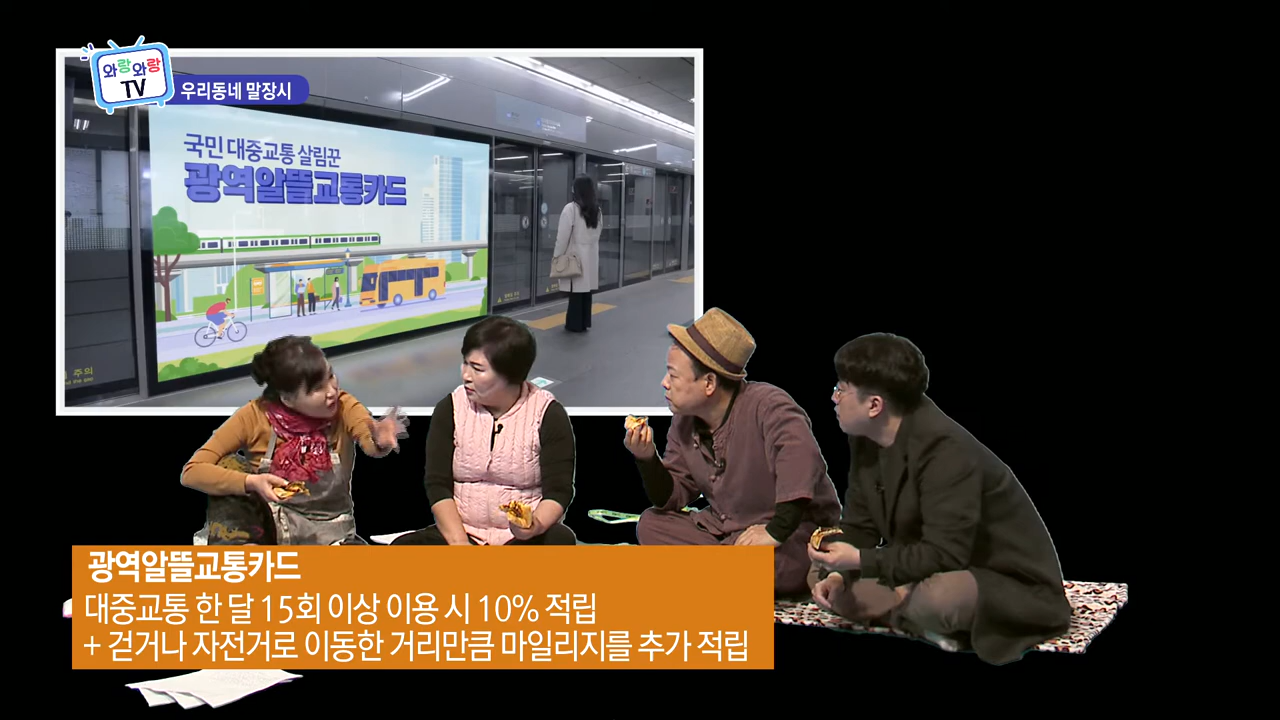 와랑와랑
TV
우리동네 말장시
국민 대중교통 살림꾼
광역알뜰교통카드
주의
광역알뜰교통카드
대중교통 한 달 15회 이상 이용 시 10% 적립
+ 걷거나 자전거로 이동한 거리만큼 마일리지를 추가 적립